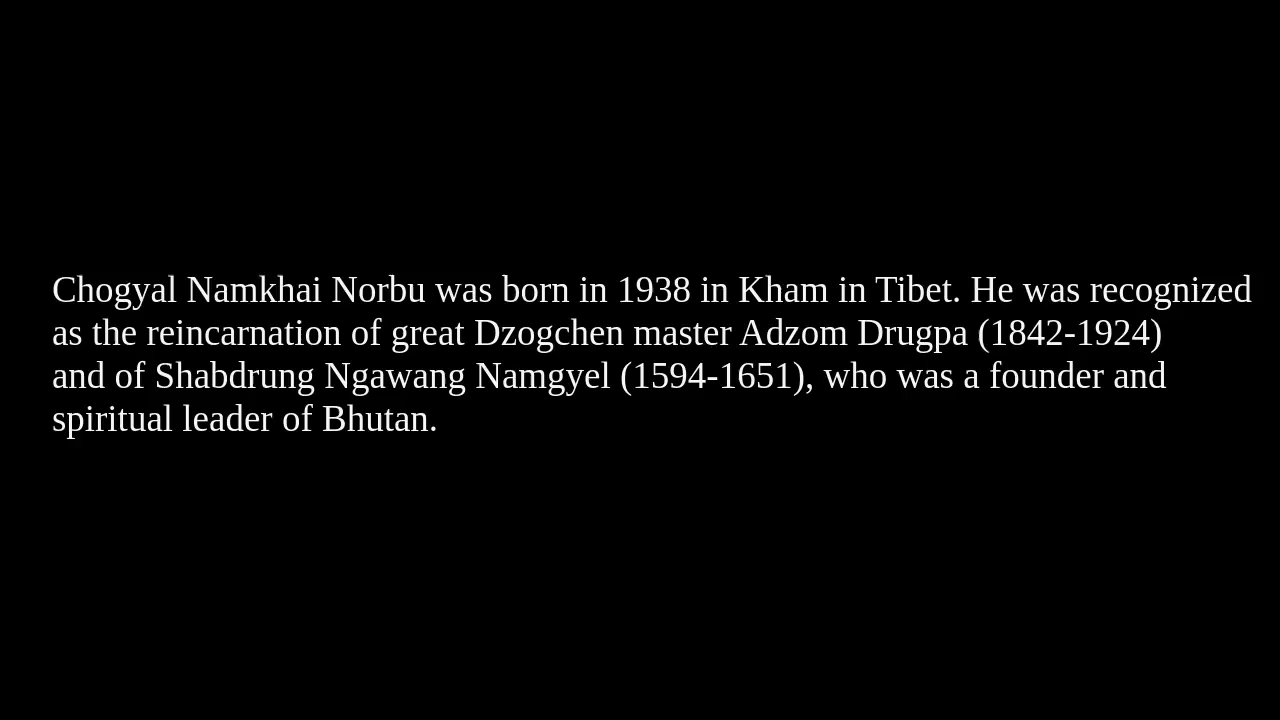 Chogyal Namkhai Norbu was born in 1938 in Kham in Tibet. He was recognized
as the reincarnation of great Dzogchen master Adzom Drugpa (1842-1924)
and of Shabdrung Ngawang Namgyel (1594-1651), who was a founder and
spiritual leader of Bhutan.